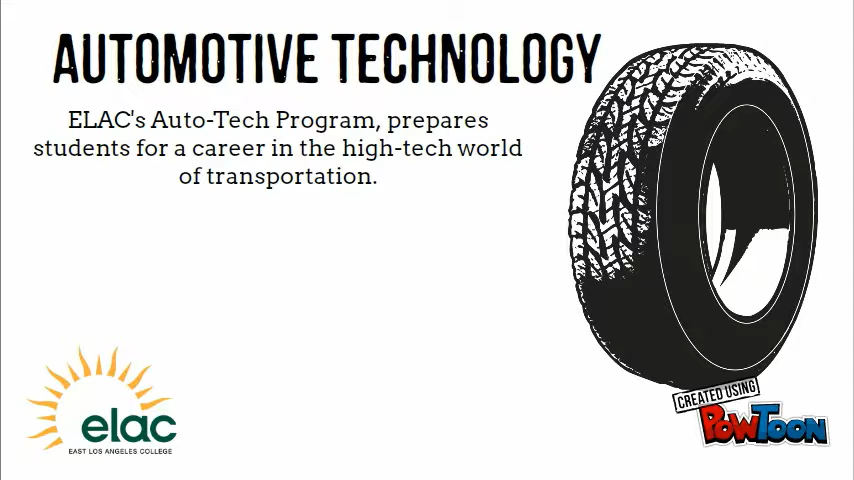 AUTOMOTIVE TECHNOLOGY
ELAC's Auto-Tech Program, prepares
students for a career in the high-tech world
of transportation.
elac
EAST LOS ANGELES COLLEGE
CREATED USING
POWTOON